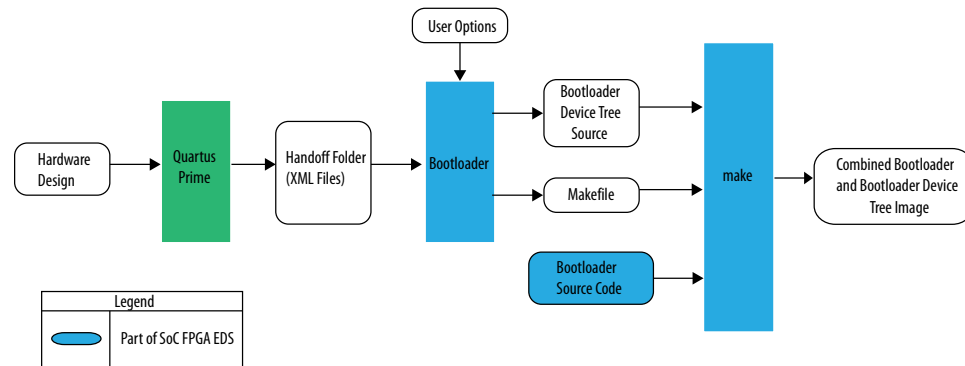 User Options
Bootloader
Device Tree
Source
Hardware
Design
Quartus
Prime
Handoff Folder
(XML Files)
Bootloader
Makefile
make
Combined Bootloader
and Bootloader Device
Tree Image
Bootloader
Source Code
Legend
Part of SoC FPGA EDS